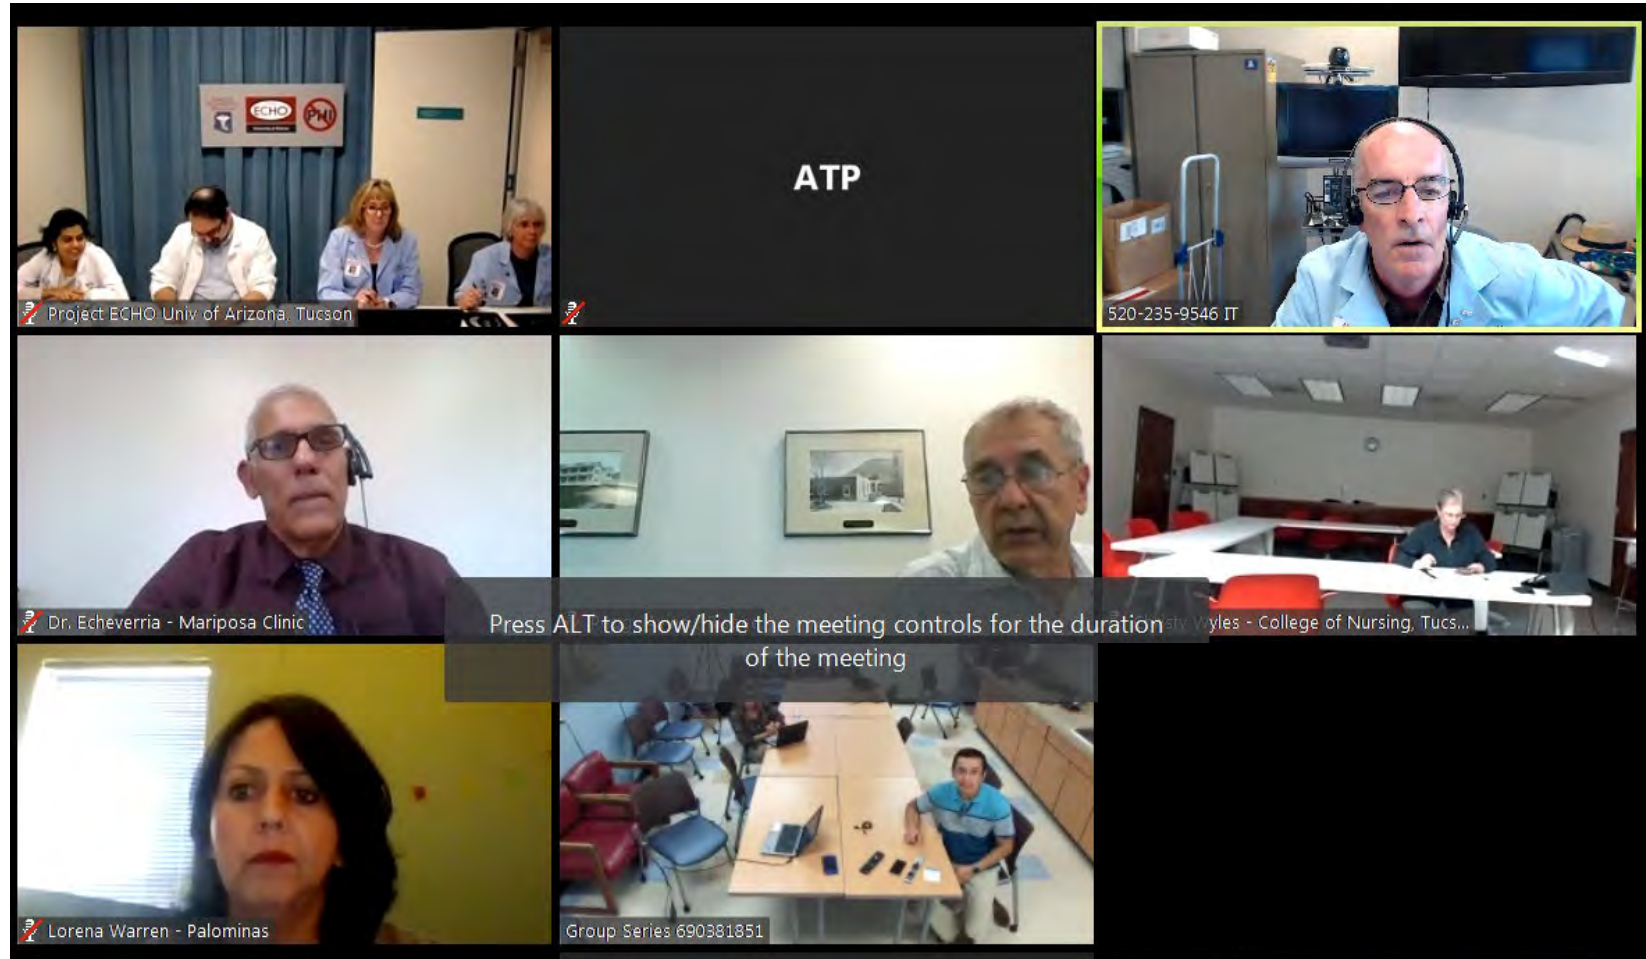 ECHO
PHI
Project ECHO Univ of Arizona, Tucson
ATP
520-235-9546 IT
Dr. Echeverria - Mariposa Clinic
Wyles - College of Nursing, Tucs...
Press ALT to show/hide the meeting controls for the duration
of the meeting
Lorena Warren - Palominas
Group Series 690381851